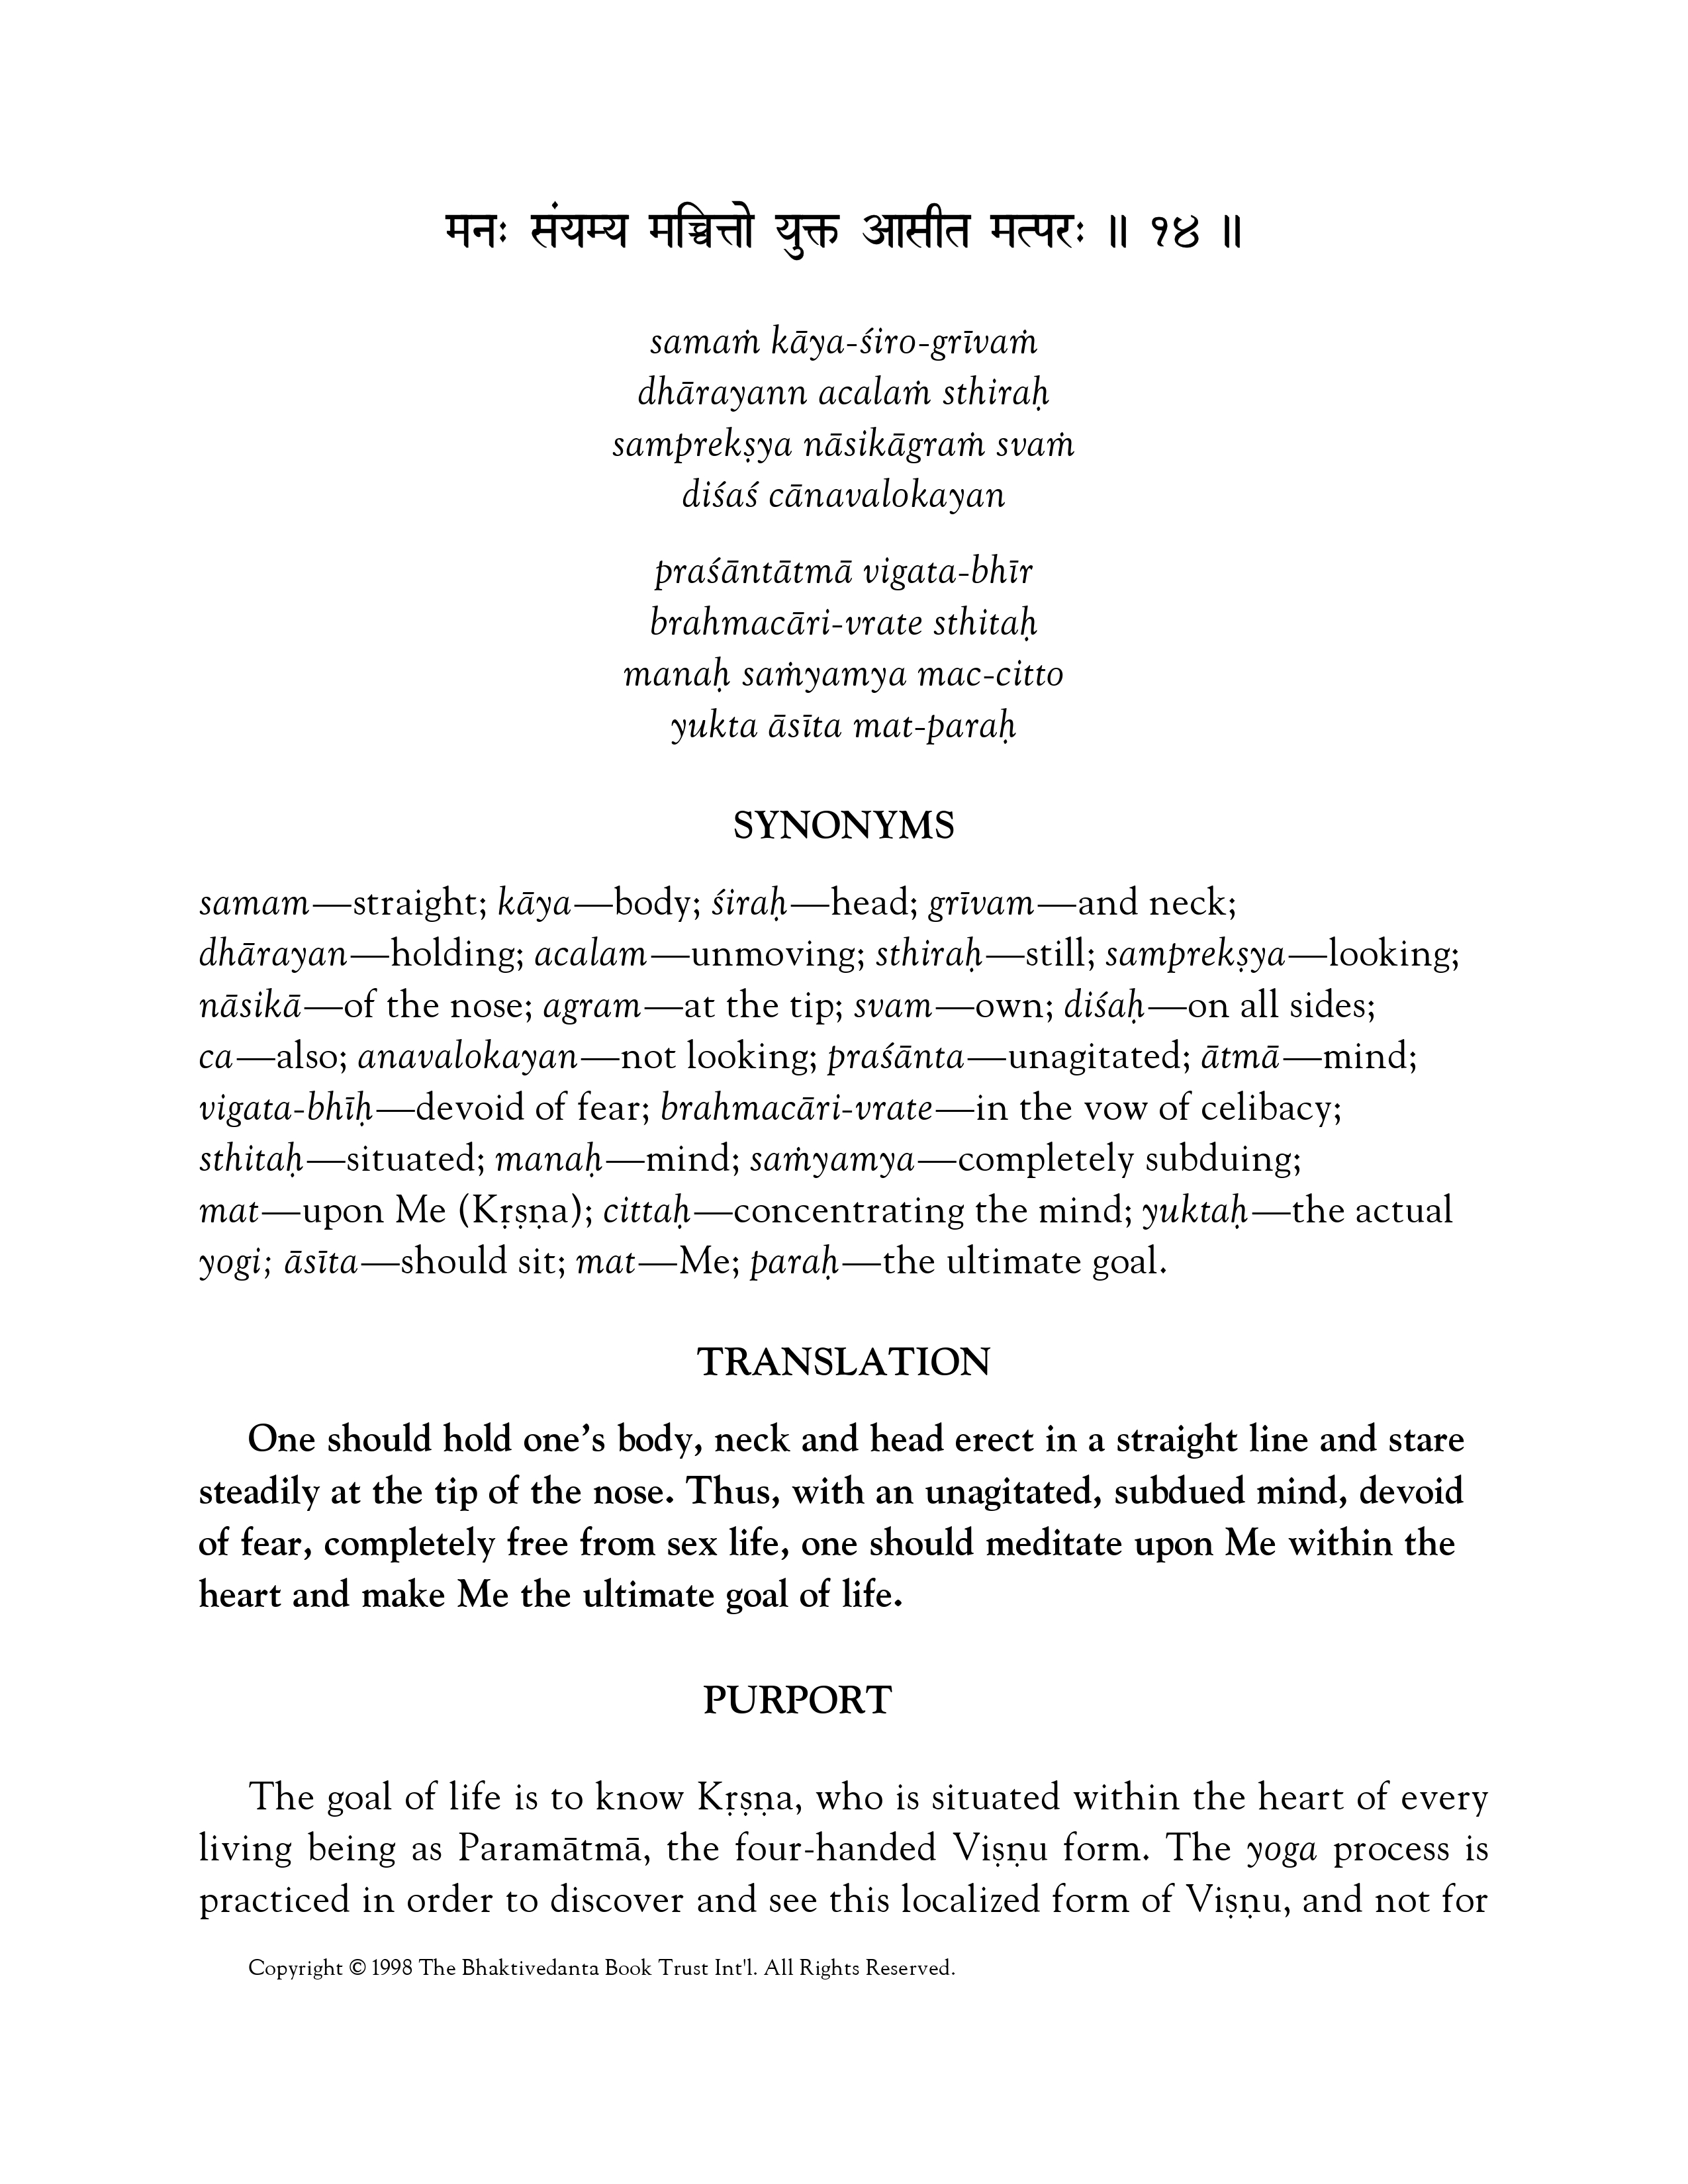 मनः संयम्य मच्चित्तो युक्त आसीत मत्परः ॥ १४ ॥
samaṁ kāya-śiro-grīvaṁ
dhārayann acalaṁ sthiraḥ
samprekṣya nāsikāgraṁ svaṁ
diśaś cānavalokayan
praśāntātmā vigata-bhīr
brahmacāri-vrate sthitaḥ
manaḥ saṁyamya mac-citto
yukta āsīta mat-paraḥ
SYNONYMS
samam—straight; kāya—body; śiraḥ—head; grīvam—and neck;
dhārayan—holding; acalam—unmoving; sthiraḥ—still; samprekṣya—looking;
nāsikā—of the nose; agram—at the tip; svam—own; diśaḥ—on all sides;
ca—also; anavalokayan—not looking; praśānta—unagitated; ātmā—mind;
vigata-bhīḥ—devoid of fear; brahmacāri-vrate—in the vow of celibacy;
sthitaḥ—situated; manaḥ—mind; saṁyamya—completely subduing;
mat—upon Me (Kṛṣṇa); cittaḥ—concentrating the mind; yuktaḥ—the actual
yogi; āsīta—should sit; mat—Me; paraḥ—the ultimate goal.
TRANSLATION
One should hold one’s body, neck and head erect in a straight line and stare
steadily at the tip of the nose. Thus, with an unagitated, subdued mind, devoid
of fear, completely free from sex life, one should meditate upon Me within the
heart and make Me the ultimate goal of life.
PURPORT
The goal of life is to know Kṛṣṇa, who is situated within the heart of every
living being as Paramātmā, the four-handed Viṣṇu form. The yoga process is
practiced in order to discover and see this localized form of Viṣṇu, and not for
Copyright © 1998 The Bhaktivedanta Book Trust Int'l. All Rights Reserved.